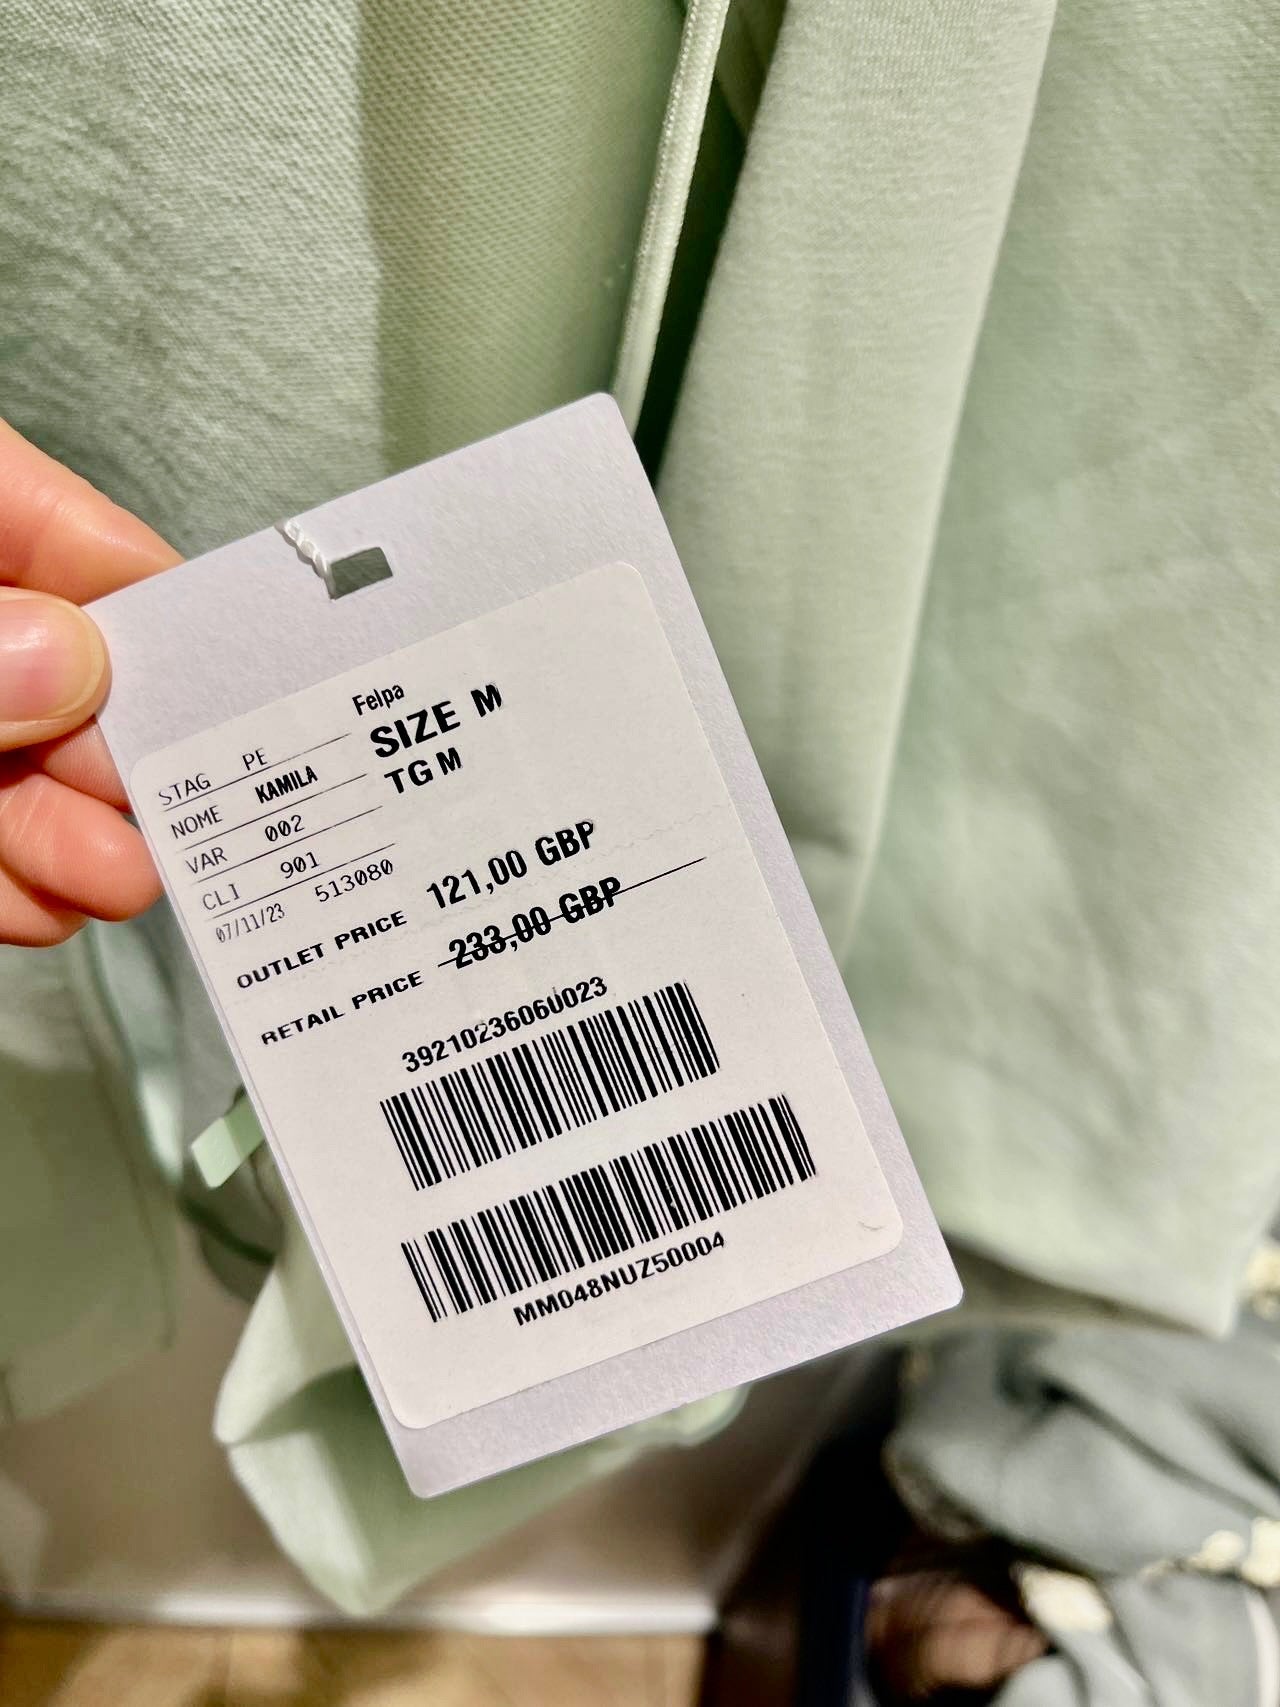 Felpa
SIZE M
TG M
STAG PE
NOME KAMILA
VAR 002
CLI 901
07/11/23 513080
OUTLET PRICE 121,00 GBP
RETAIL PRICE 233,00 GBP
3921023606023
MM048NUZ50004